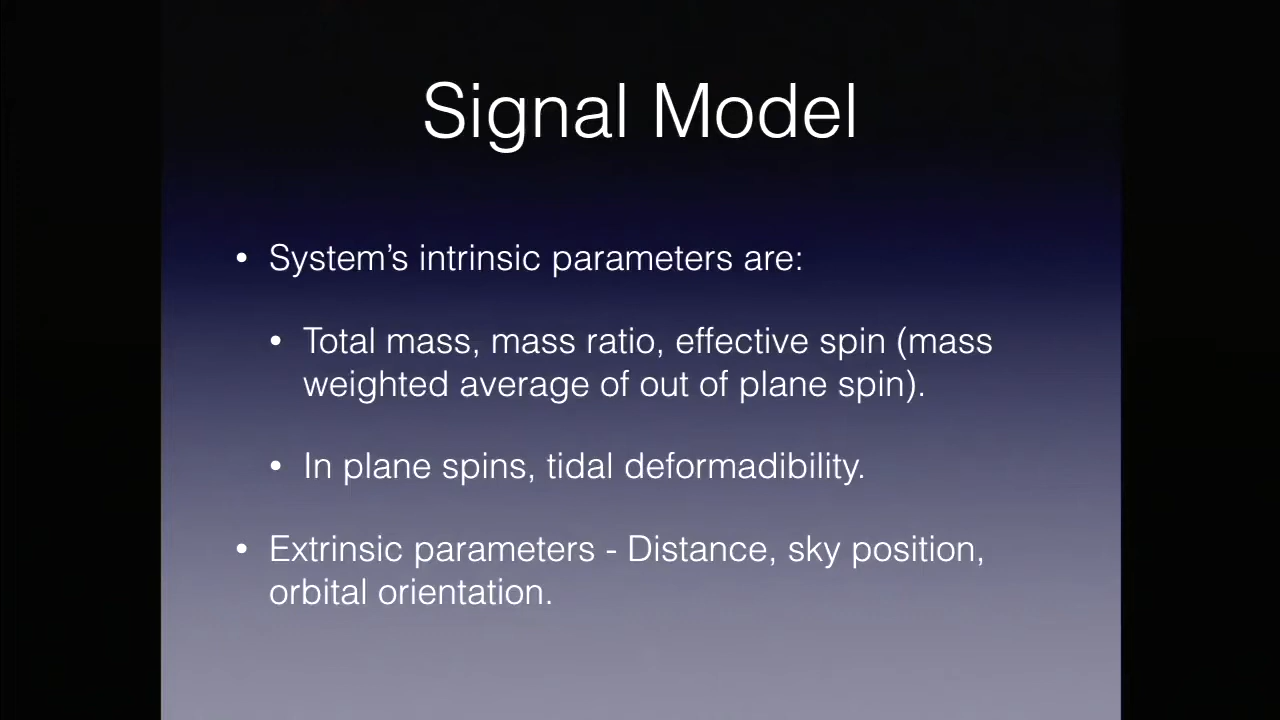 Signal Model
• System’s intrinsic parameters are:
• Total mass, mass ratio, effective spin (mass
weighted average of out of plane spin).
• In plane spins, tidal deformadibility.
• Extrinsic parameters - Distance, sky position,
orbital orientation.